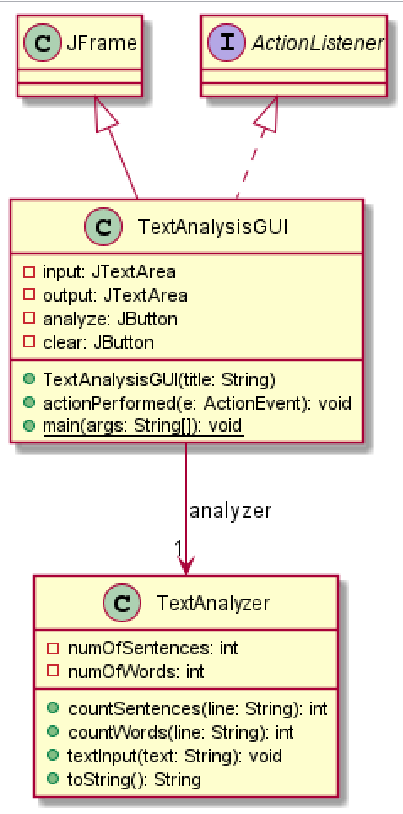 C JFrame
I ActionListener
C TextAnalysisGUI
input: JTextArea
output: JTextArea
analyze: JButton
clear: JButton
TextAnalysisGUI(title: String)
actionPerformed(e: ActionEvent): void
main(args: String[]): void
analyzer
1
C TextAnalyzer
numOfSentences: int
numOfWords: int
countSentences(line: String): int
countWords(line: String): int
textInput(text: String): void
toString(): String